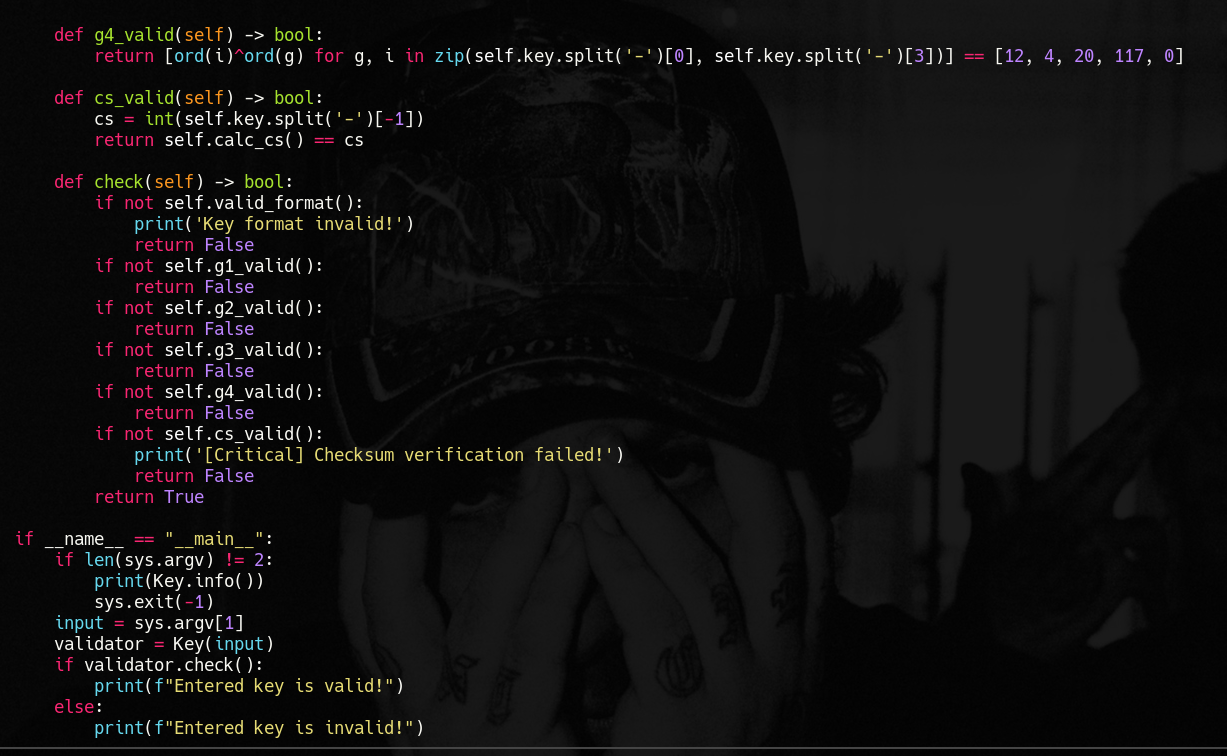 def g4_valid(self) -> bool:
return [ord(i)^ord(g) for g, i in zip(self.key.split('-')[0], self.key.split('-')[3])] == [12, 4, 20, 117, 0]
def cs_valid(self) -> bool:
cs = int(self.key.split('-')[-1])
return self.calc_cs() == cs
def check(self) -> bool:
if not self.valid_format():
print('Key format invalid!')
return False
if not self.g1_valid():
return False
if not self.g2_valid():
return False
if not self.g3_valid():
return False
if not self.g4_valid():
return False
if not self.cs_valid():
print('[Critical] Checksum verification failed!')
return False
return True
if __name__ == "__main__":
if len(sys.argv) != 2:
print(Key.info())
sys.exit(-1)
input = sys.argv[1]
validator = Key(input)
if validator.check():
print(f"Entered key is valid!")
else:
print(f"Entered key is invalid!")